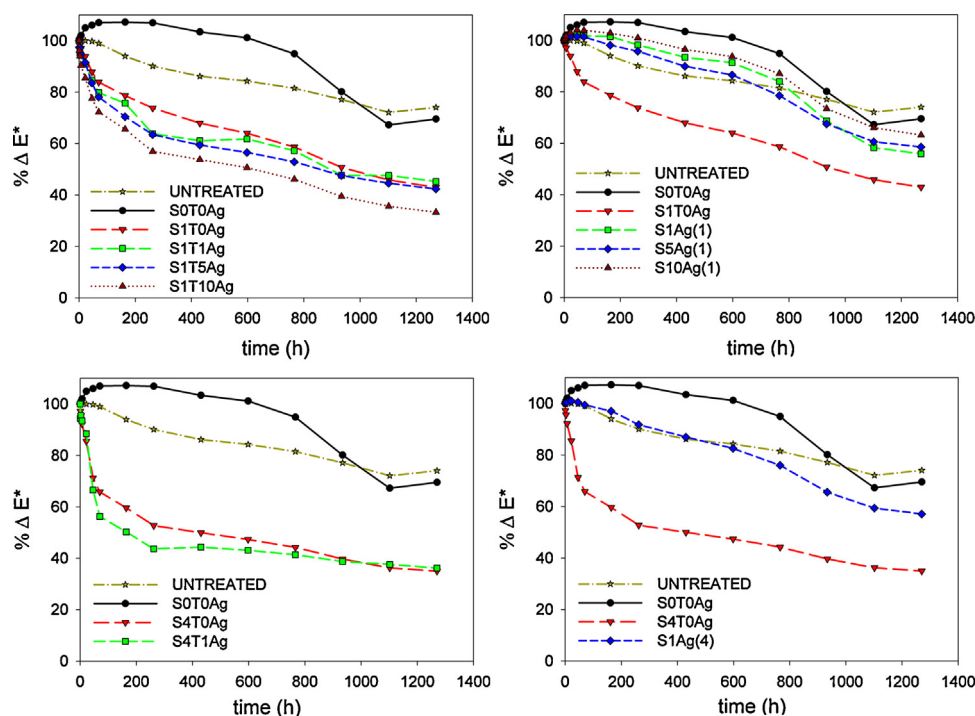 % Δ E*
100
80
60
40
20
0
UNTREATED
S0T0Ag
S1T0Ag
S1T1Ag
S1T5Ag
S1T10Ag
0 200 400 600 800 1000 1200 1400
time (h)
% Δ E*
100
80
60
40
20
0
UNTREATED
S0T0Ag
S1T0Ag
S1Ag(1)
S5Ag(1)
S10Ag(1)
0 200 400 600 800 1000 1200 1400
time (h)
% Δ E*
100
80
60
40
20
0
UNTREATED
S0T0Ag
S4T0Ag
S4T1Ag
0 200 400 600 800 1000 1200 1400
time (h)
% Δ E*
100
80
60
40
20
0
UNTREATED
S0T0Ag
S4T0Ag
S1Ag(4)
0 200 400 600 800 1000 1200 1400
time (h)